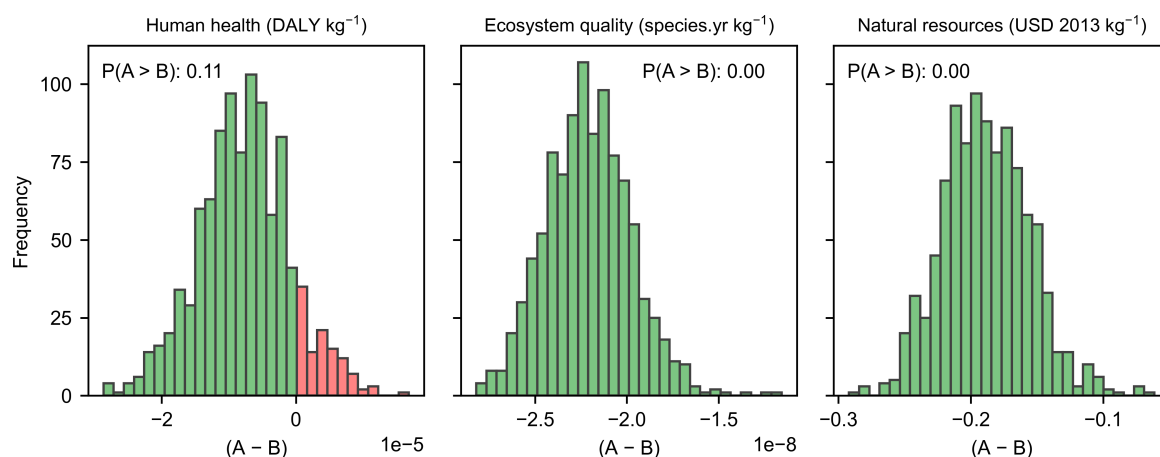 Human health (DALY kg⁻¹)
Ecosystem quality (species.yr kg⁻¹)
Natural resources (USD 2013 kg⁻¹)
P(A > B): 0.11
P(A > B): 0.00
P(A > B): 0.00
100
75
50
25
0
Frequency
−2
0
−2.5
−2.0
−1.5
−0.3
−0.2
−0.1
1e−5
1e−8
(A − B)
(A − B)
(A − B)